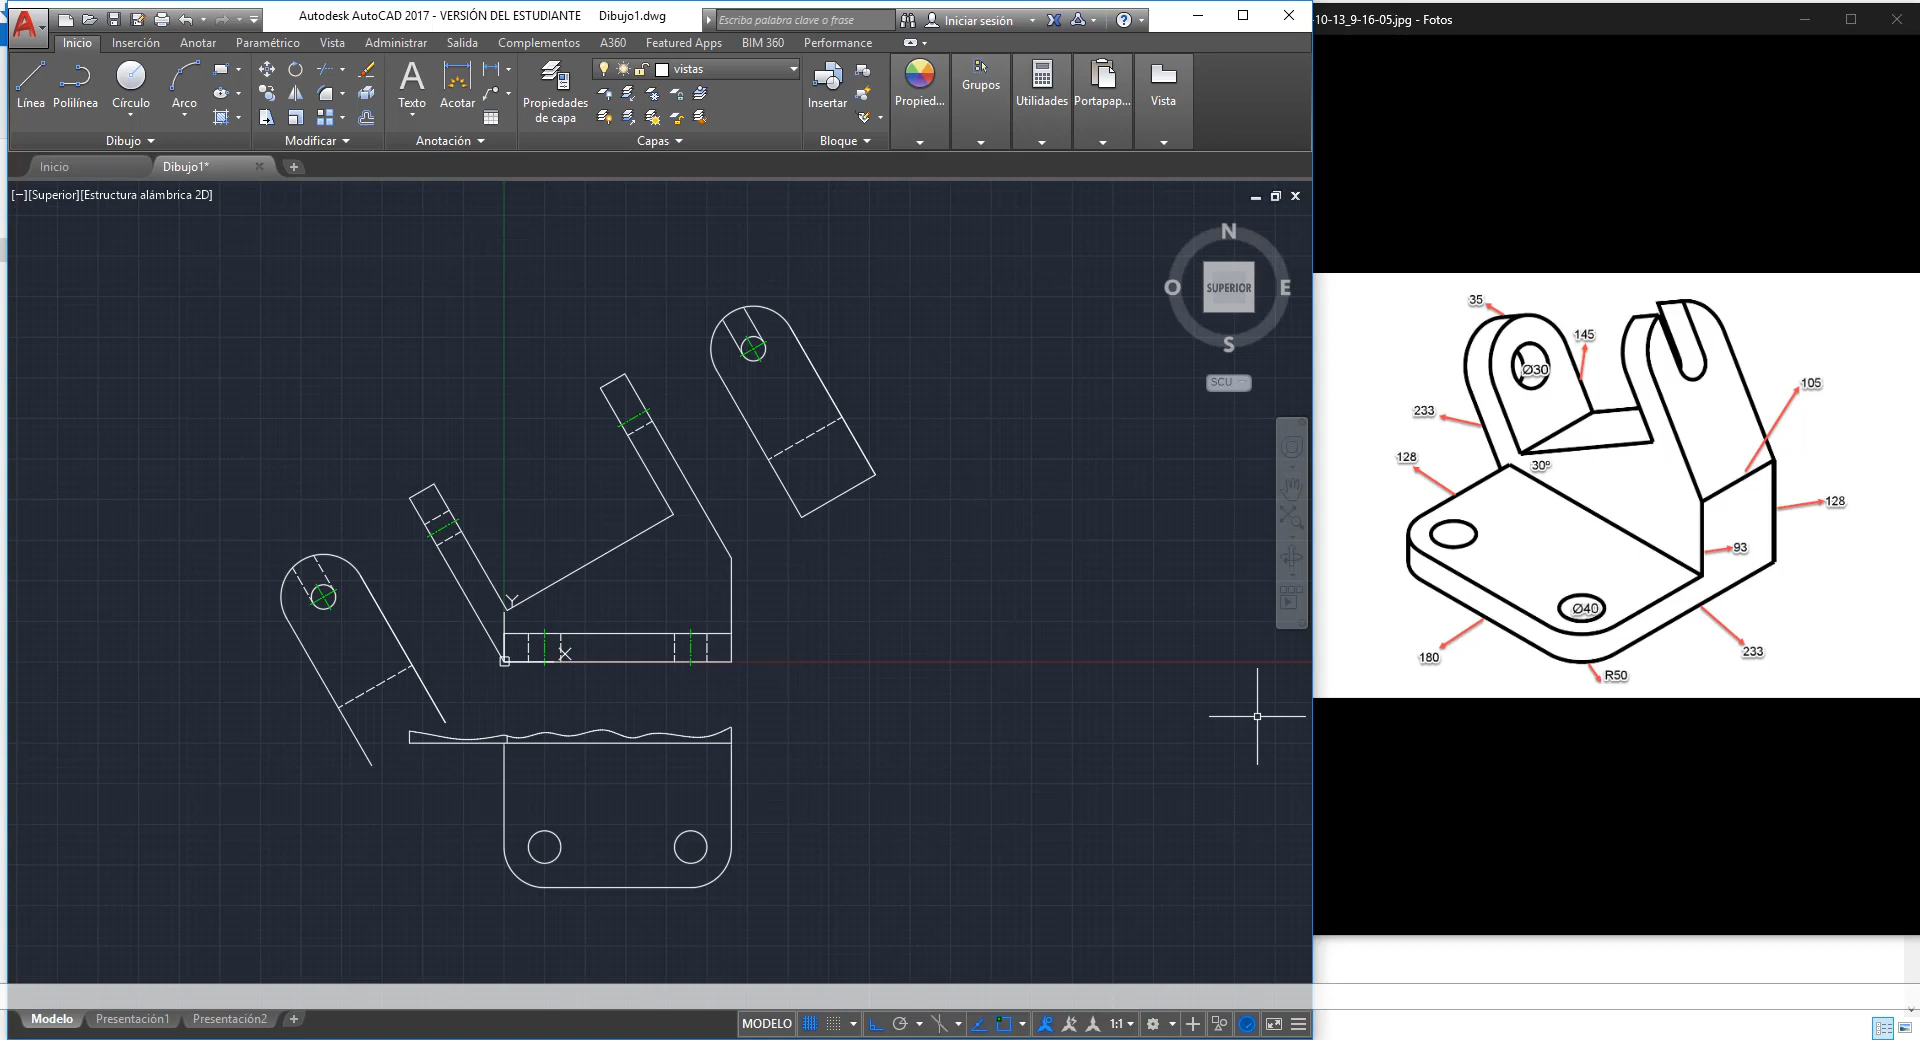 Autodesk AutoCAD 2017 - VERSIÓN DEL ESTUDIANTE Dibujo1.dwg
Escriba palabra clave o frase
Iniciar sesión
10-13_9-16-05.jpg - Fotos
Inicio Inserción Anotar Paramétrico Vista Administrar Salida Complementos A360 Featured Apps BIM 360 Performance
vistas
Línea Polilínea Círculo Arco
Texto Acotar
Propiedades de capa
Insertar
Propied... Grupos Utilidades Portapap... Vista
Dibujo Modificar Anotación Capas Bloque
Inicio Dibujo1*
[−][Superior][Estructura alámbrica 2D]
N
O SUPERIOR E
S
SCU
Y
X
35
145
Ø30
105
233
128
30º
128
93
Ø40
180
233
R50
Modelo Presentación1 Presentación2
MODELO
1:1